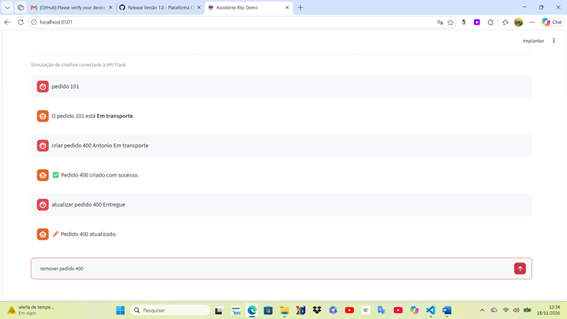 [GitHub] Please verify your device
Release Versão 1.0 - Plataforma C
Assistente Btp Demo
localhost:8501
Chat
Implantar
Simulação de chatbot conectado à API Flask.
pedido 101
O pedido 101 está Em transporte.
criar pedido 400 Antonio Em transporte
✅ Pedido 400 criado com sucesso.
atualizar pedido 400 Entregue
Pedido 400 atualizado.
remover pedido 400
alerta de tempe...
Em vigor
Pesquisar
12:34
18/11/2026